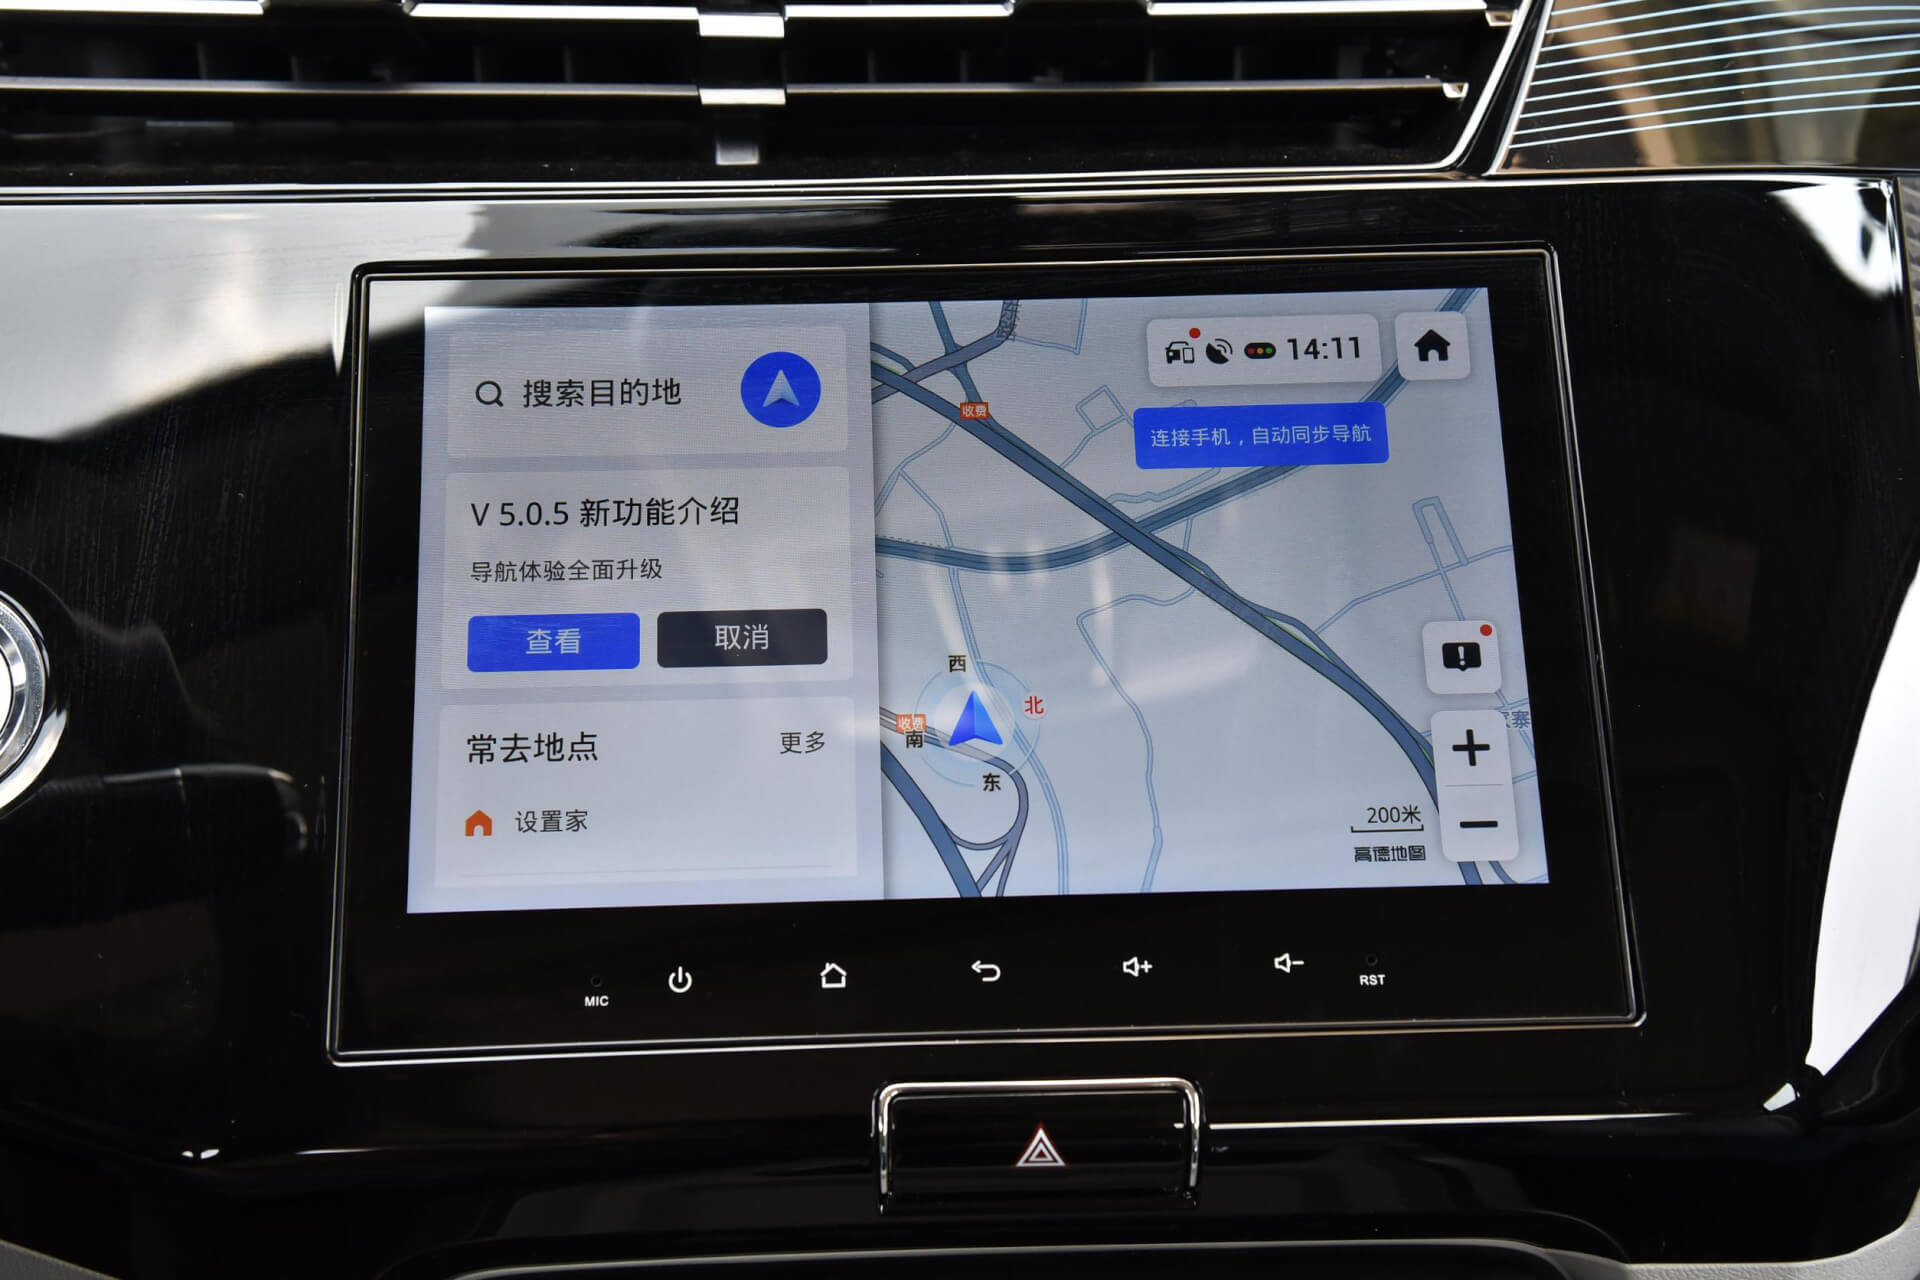 搜索目的地
V 5.0.5 新功能介绍
导航体验全面升级
查看
取消
常去地点
更多
设置家
14:11
连接手机，自动同步导航
收费
西
北
收费
南
东
寨
200米
高德地图
MIC
RST